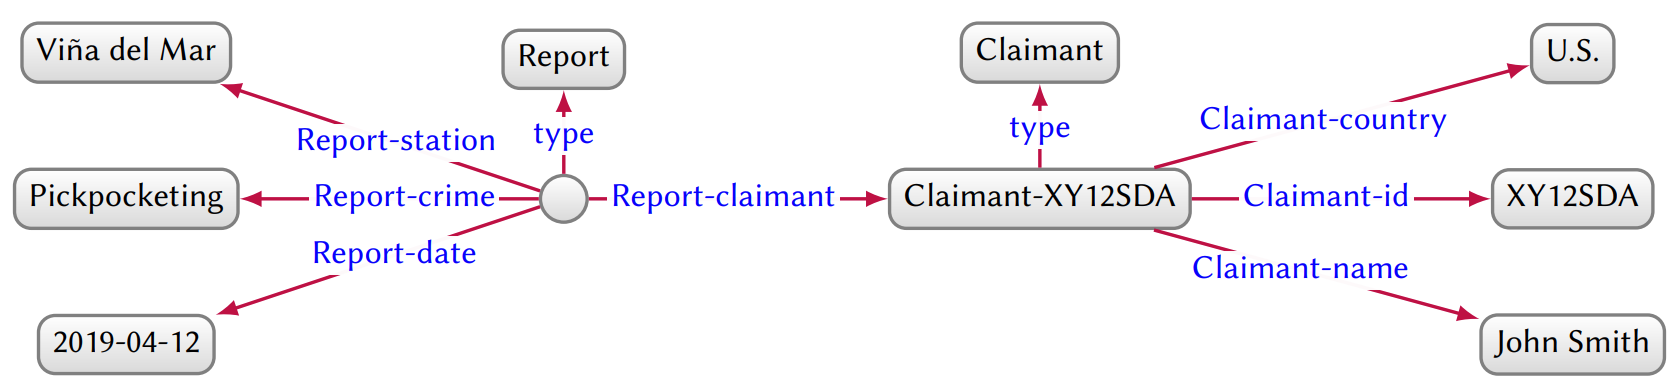 Viña del Mar
Report
Claimant
U.S.
Report-station
type
type
Claimant-country
Pickpocketing
Report-crime
Report-claimant
Claimant-XY12SDA
Claimant-id
XY12SDA
Report-date
Claimant-name
2019-04-12
John Smith